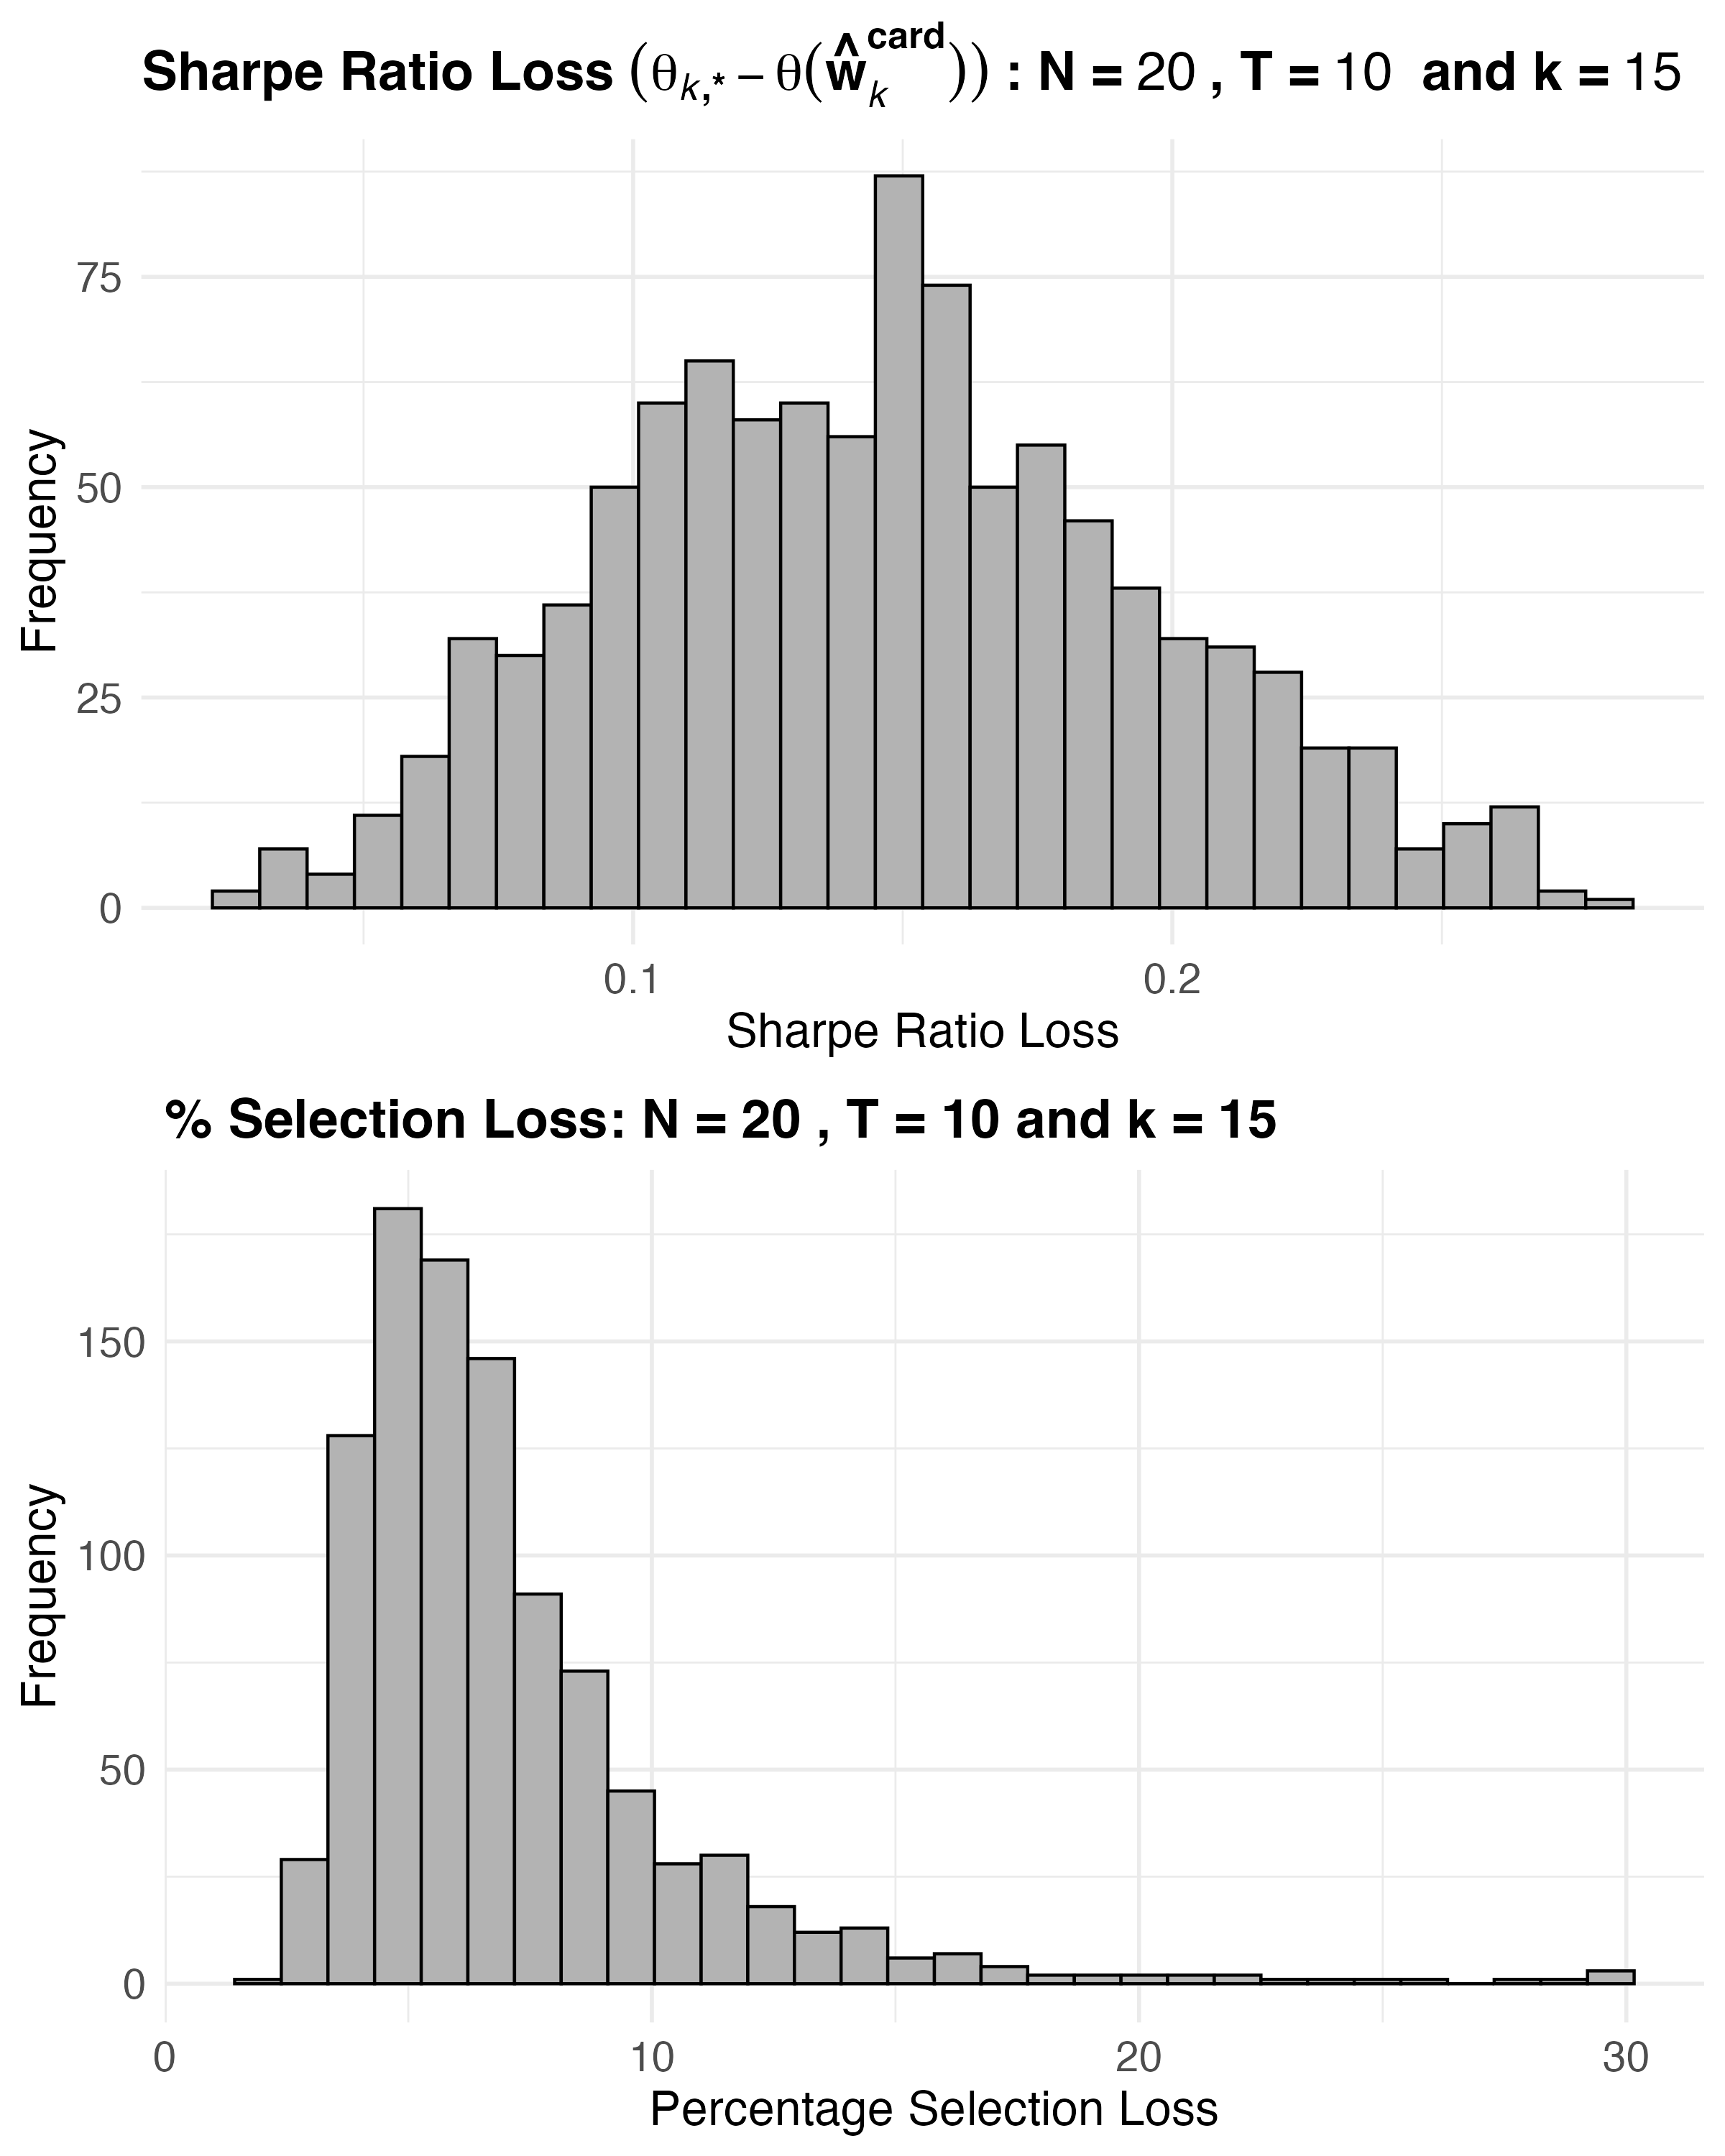 Sharpe Ratio Loss (θk,* − θ(ŵk^card)) : N = 20 , T = 10 and k = 15
75
50
25
0
Frequency
0.1 0.2
Sharpe Ratio Loss
% Selection Loss: N = 20 , T = 10 and k = 15
150
100
50
0
Frequency
0 10 20 30
Percentage Selection Loss